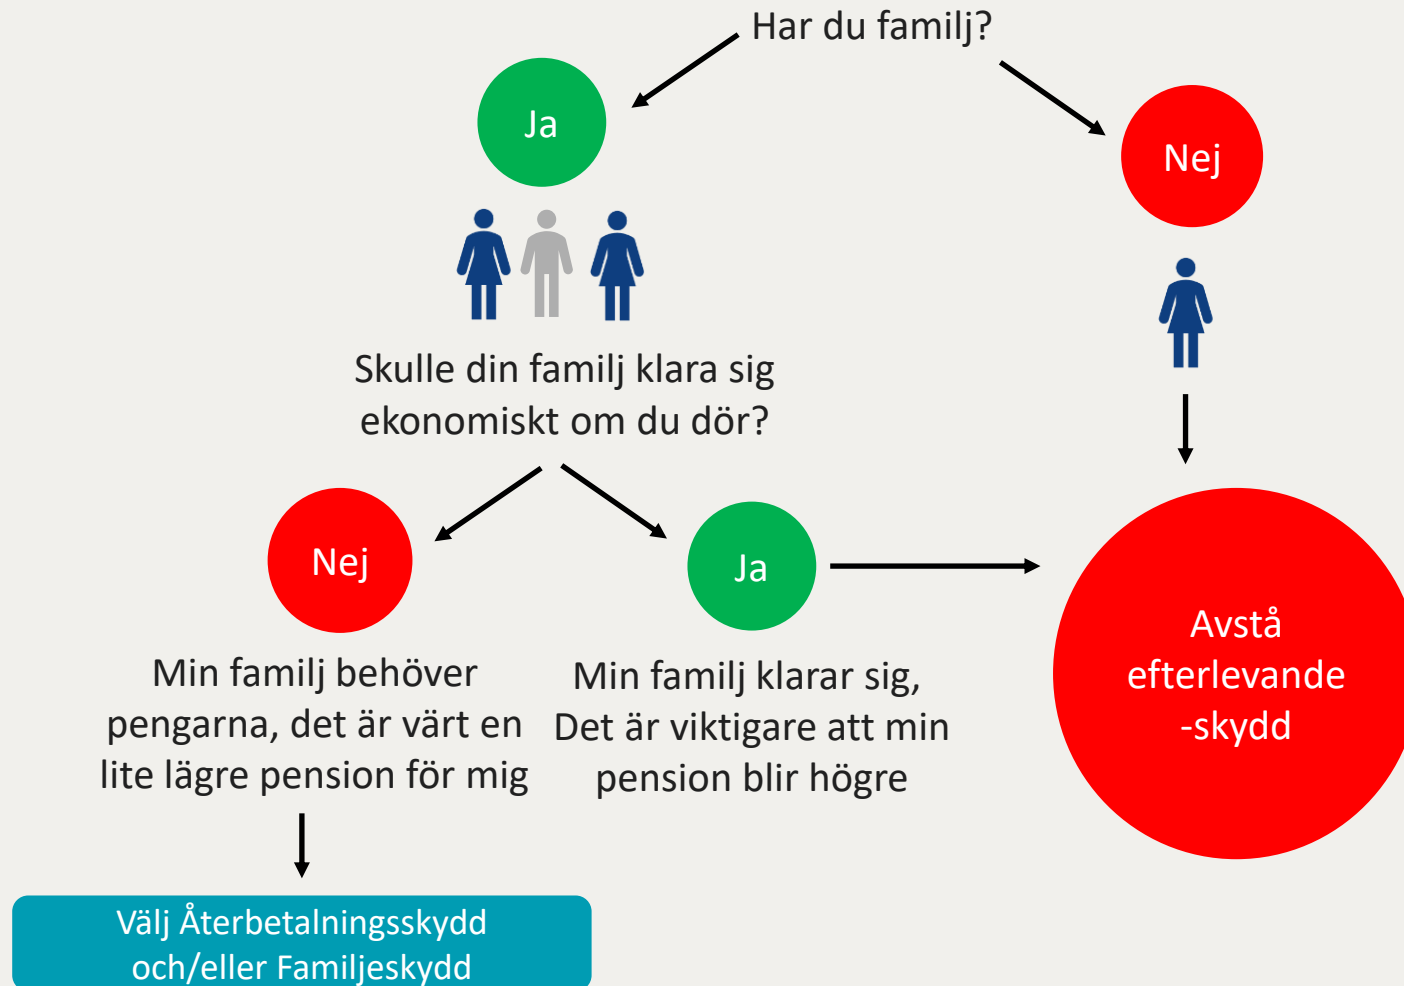 Har du familj?
Ja
Nej
Skulle din familj klara sig
ekonomiskt om du dör?
Nej
Ja
Min familj behöver
pengarna, det är värt en
lite lägre pension för mig
Min familj klarar sig,
Det är viktigare att min
pension blir högre
Avstå
efterlevande
-skydd
Välj Återbetalningsskydd
och/eller Familjeskydd